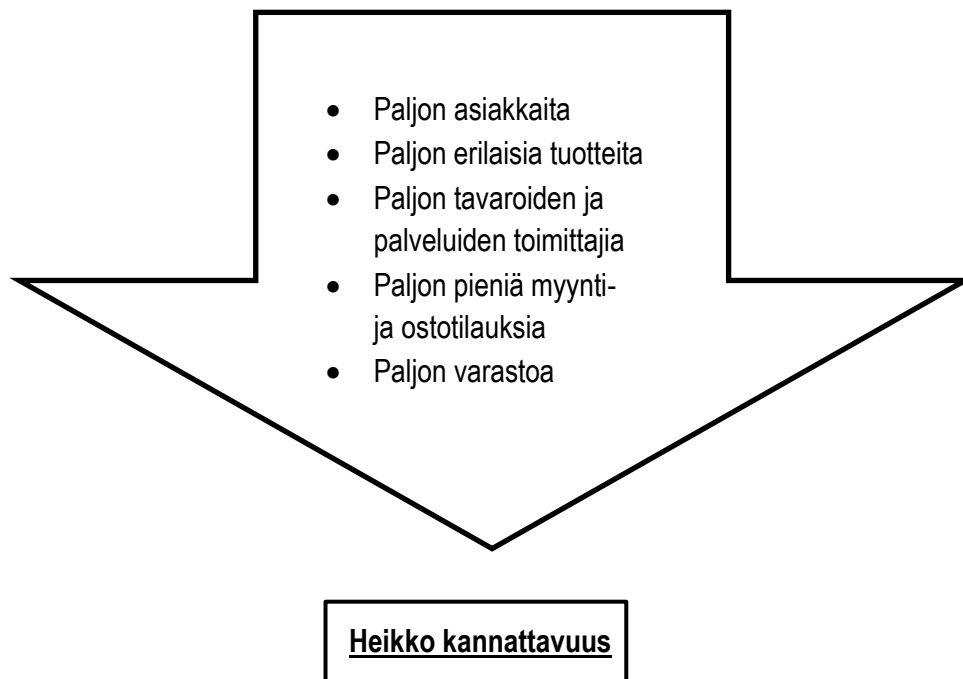 • Paljon asiakkaita
• Paljon erilaisia tuotteita
• Paljon tavaroiden ja
palveluiden toimittajia
• Paljon pieniä myynti-
ja ostotilauksia
• Paljon varastoa
Heikko kannattavuus